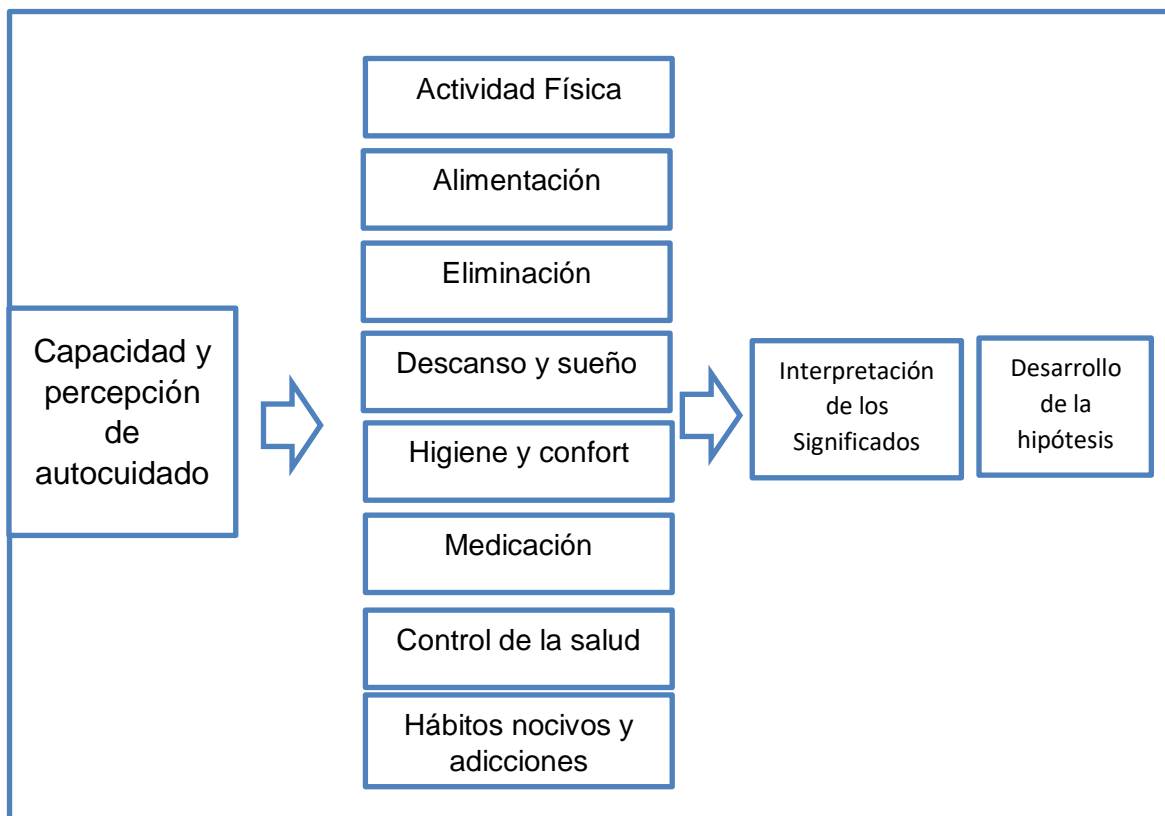 Capacidad y
percepción
de
autocuidado
Actividad Física
Alimentación
Eliminación
Descanso y sueño
Higiene y confort
Medicación
Control de la salud
Hábitos nocivos y
adicciones
Interpretación
de los
Significados
Desarrollo
de la
hipótesis